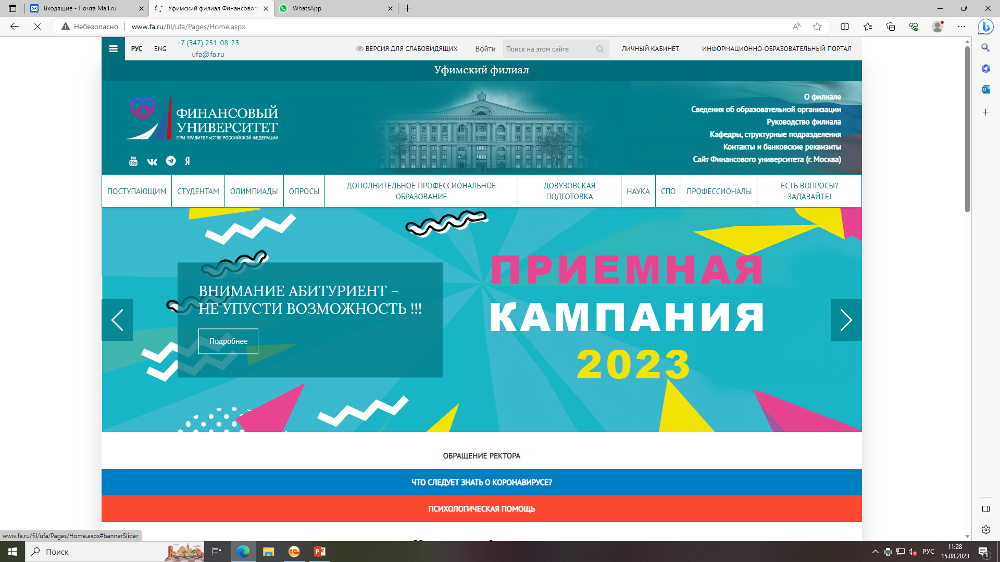 Входящие - Почта Mail.ru
Уфимский филиал Финансовог
WhatsApp
Небезопасно
www.fa.ru/fil/ufa/Pages/Home.aspx
РУС
ENG
+7 (347) 251-08-23
ufa@fa.ru
ВЕРСИЯ ДЛЯ СЛАБОВИДЯЩИХ
Войти
Поиск на этом сайте
ЛИЧНЫЙ КАБИНЕТ
ИНФОРМАЦИОННО-ОБРАЗОВАТЕЛЬНЫЙ ПОРТАЛ
Уфимский филиал
ФИНАНСОВЫЙ
УНИВЕРСИТЕТ
ПРИ ПРАВИТЕЛЬСТВЕ РОССИЙСКОЙ ФЕДЕРАЦИИ
You
Tube
Я
О филиале
Сведения об образовательной организации
Руководство филиала
Кафедры, структурные подразделения
Контакты и банковские реквизиты
Сайт Финансового университета (г. Москва)
ПОСТУПАЮЩИМ
СТУДЕНТАМ
ОЛИМПИАДЫ
ОПРОСЫ
ДОПОЛНИТЕЛЬНОЕ ПРОФЕССИОНАЛЬНОЕ
ОБРАЗОВАНИЕ
ДОВУЗОВСКАЯ
ПОДГОТОВКА
НАУКА
СПО
ПРОФЕССИОНАЛЫ
ЕСТЬ ВОПРОСЫ?
ЗАДАВАЙТЕ!
ВНИМАНИЕ АБИТУРИЕНТ –
НЕ УПУСТИ ВОЗМОЖНОСТЬ !!!
Подробнее
ПРИЕМНАЯ
КАМПАНИЯ
2023
ОБРАЩЕНИЕ РЕКТОРА
ЧТО СЛЕДУЕТ ЗНАТЬ О КОРОНАВИРУСЕ?
ПСИХОЛОГИЧЕСКАЯ ПОМОЩЬ
www.fa.ru/fil/ufa/Pages/Home.aspx#bannerSlider
Поиск
РУС
11:28
15.08.2023
1